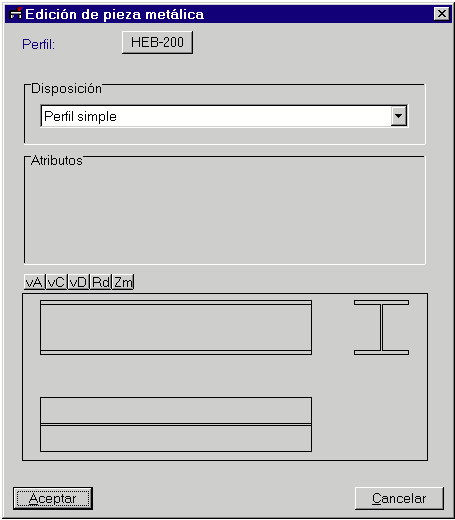 Edición de pieza metálica
Perfil: HEB-200
Disposición
Perfil simple
Atributos
vA vC vD Rd Zm
Aceptar Cancelar